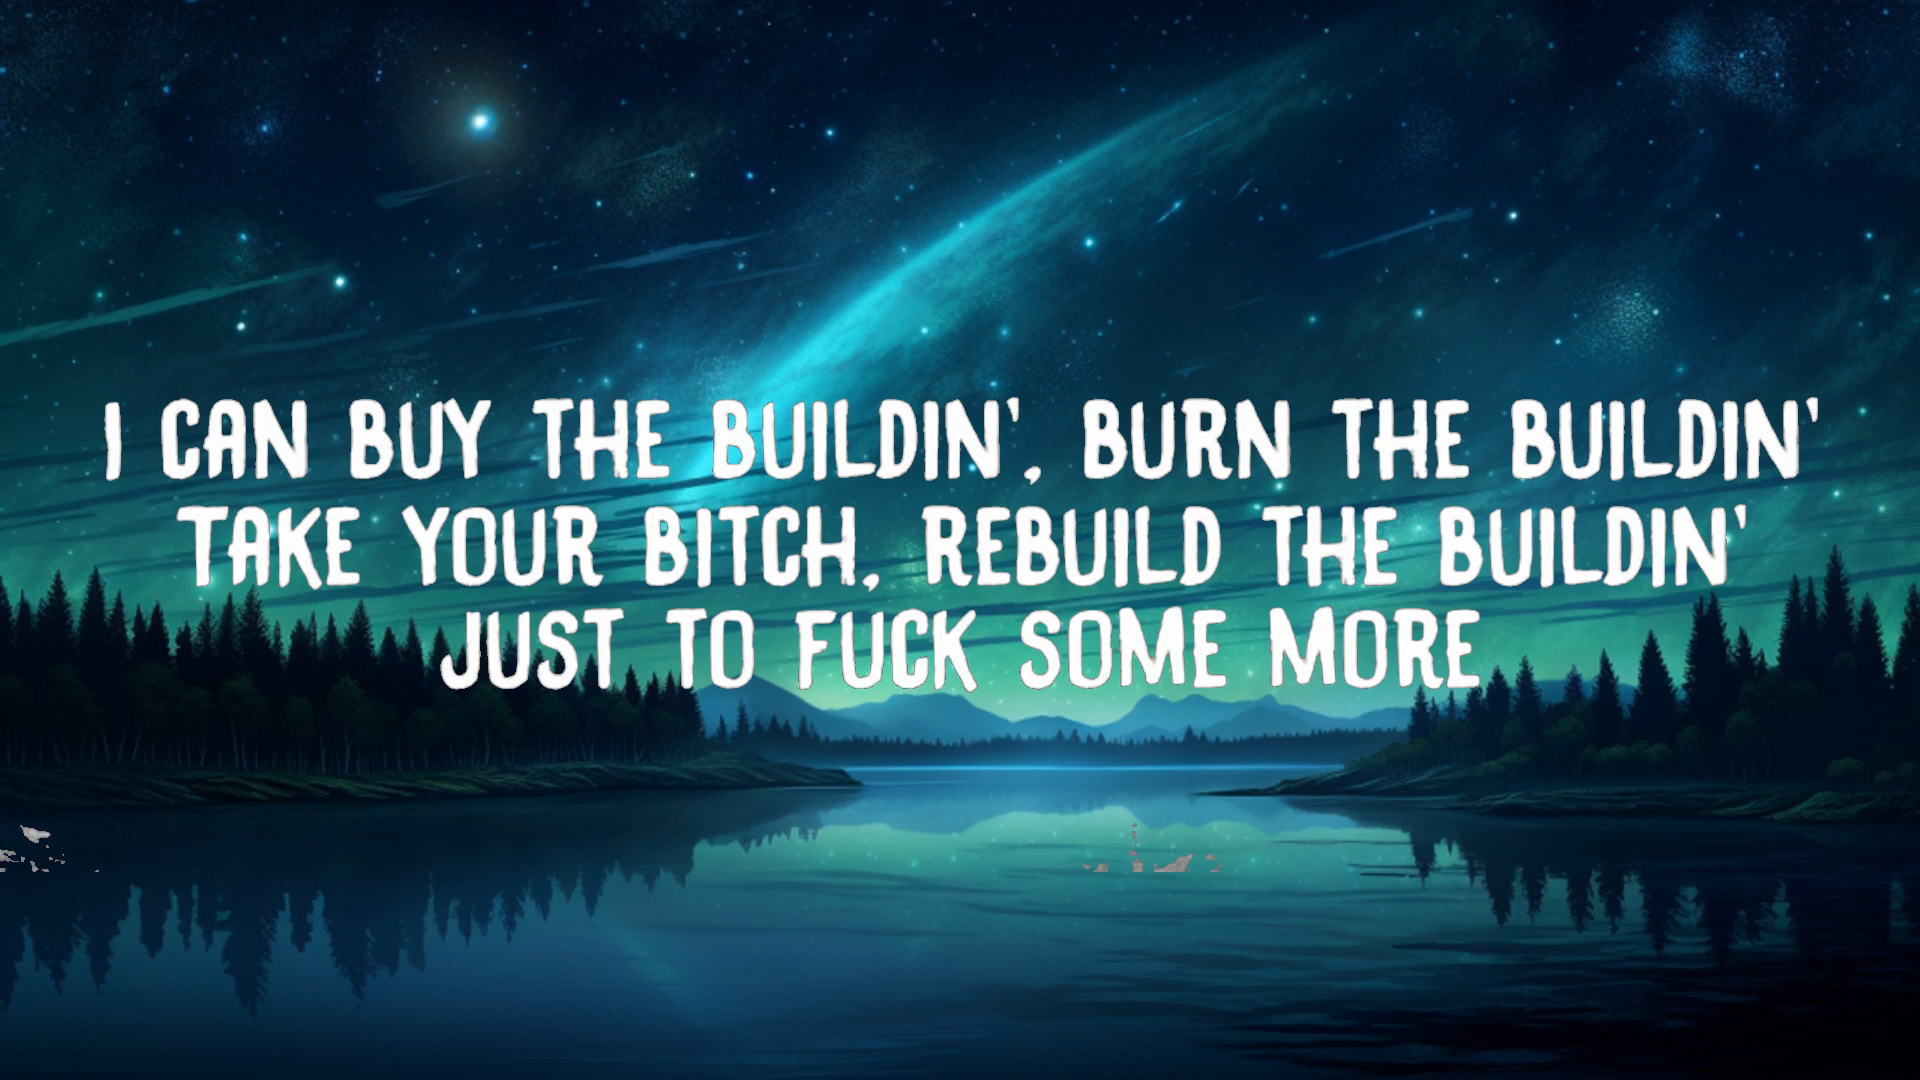 I CAN BUY THE BUILDIN', BURN THE BUILDIN'
TAKE YOUR BITCH, REBUILD THE BUILDIN'
JUST TO FUCK SOME MORE